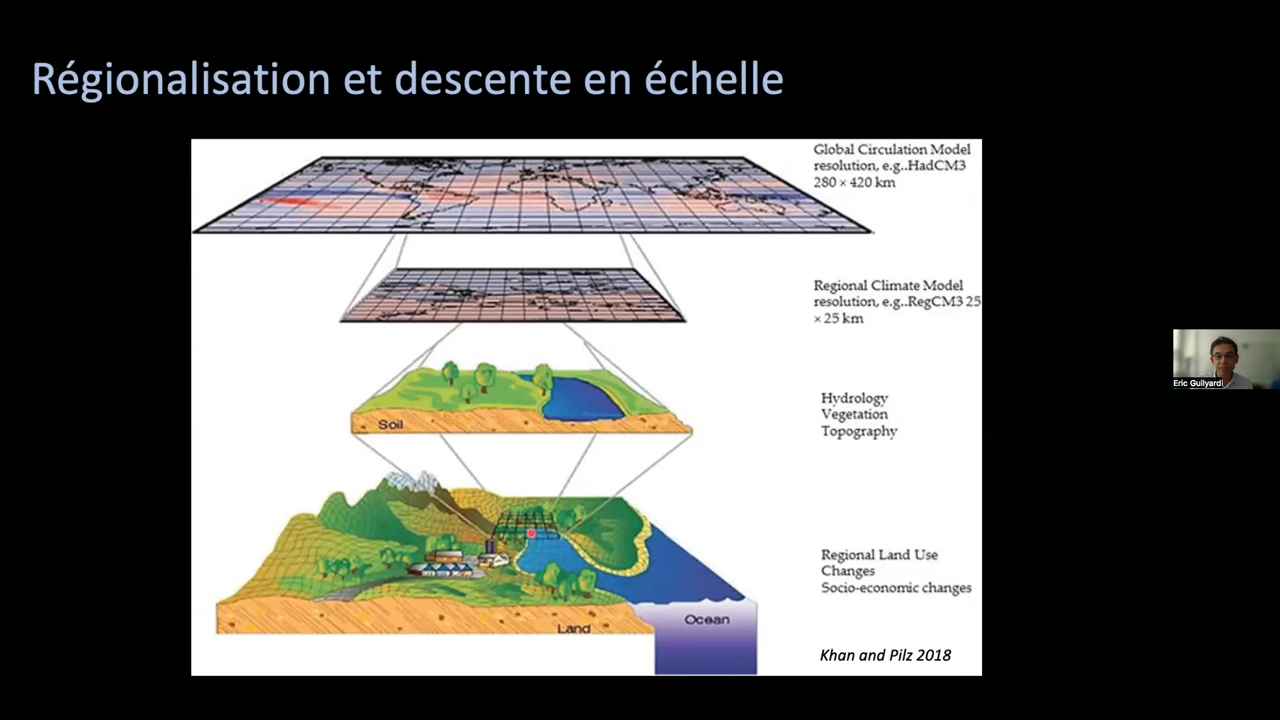 Régionalisation et descente en échelle
Global Circulation Model
resolution, e.g..HadCM3
280 × 420 km
Regional Climate Model
resolution, e.g..RegCM3 25
× 25 km
Eric Guilyardi
Hydrology
Vegetation
Topography
Soil
Regional Land Use
Changes
Socio-economic changes
Ocean
Land
Khan and Pilz 2018